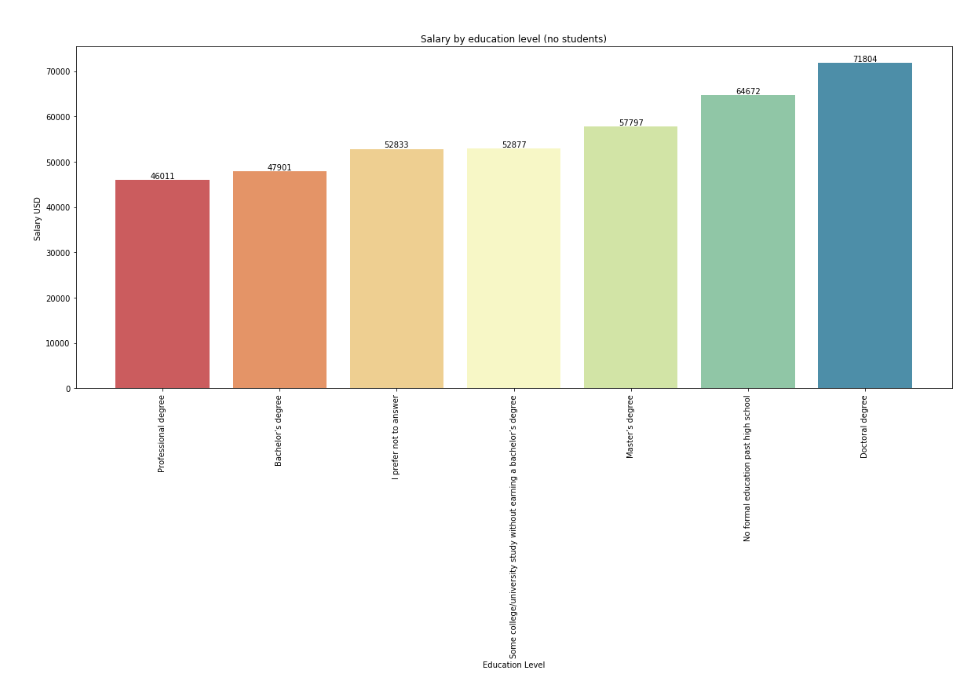 Salary by education level (no students)
71804
70000
64672
60000
57797
52833
52877
50000
47901
46011
40000
Salary USD
30000
20000
10000
0
Professional degree
Bachelor's degree
I prefer not to answer
Some college/university study without earning a bachelor's degree
Master's degree
No formal education past high school
Doctoral degree
Education Level